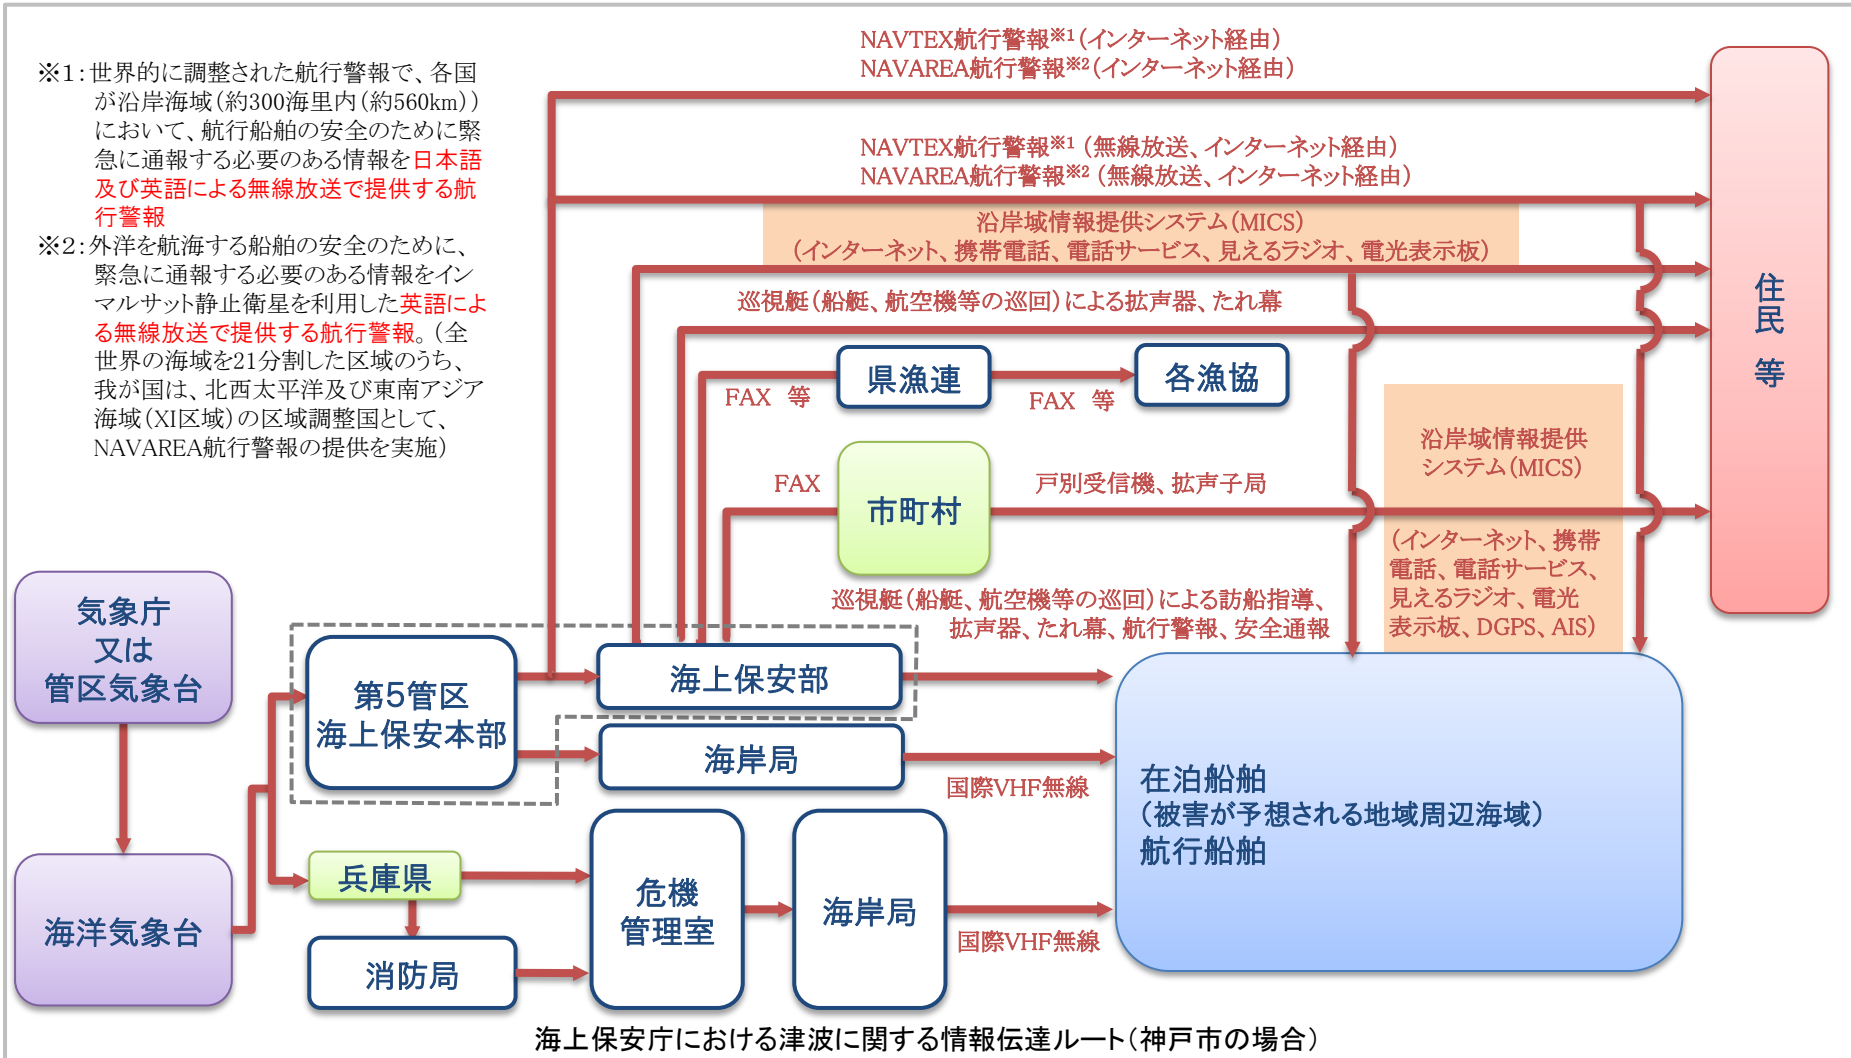 ※1：世界的に調整された航行警報で、各国
が沿岸海域（約300海里内（約560km））
において、航行船舶の安全のために緊
急に通報する必要のある情報を日本語
及び英語による無線放送で提供する航
行警報
※2：外洋を航海する船舶の安全のために、
緊急に通報する必要のある情報をイン
マルサット静止衛星を利用した英語によ
る無線放送で提供する航行警報。（全
世界の海域を21分割した区域のうち、
我が国は、北西太平洋及び東南アジア
海域（XI区域）の区域調整国として、
NAVAREA航行警報の提供を実施）
NAVTEX航行警報※1（インターネット経由）
NAVAREA航行警報※2（インターネット経由）
NAVTEX航行警報※1（無線放送、インターネット経由）
NAVAREA航行警報※2（無線放送、インターネット経由）
沿岸域情報提供システム（MICS）
（インターネット、携帯電話、電話サービス、見えるラジオ、電光表示板）
巡視艇（船艇、航空機等の巡回）による拡声器、たれ幕
県漁連
各漁協
FAX 等
FAX 等
住民 等
沿岸域情報提供
システム（MICS）
（インターネット、携帯
電話、電話サービス、
見えるラジオ、電光
表示板、DGPS、AIS）
FAX
市町村
戸別受信機、拡声子局
巡視艇（船艇、航空機等の巡回）による訪船指導、
拡声器、たれ幕、航行警報、安全通報
気象庁
又は
管区気象台
第5管区
海上保安本部
海上保安部
海岸局
国際VHF無線
在泊船舶
（被害が予想される地域周辺海域）
航行船舶
兵庫県
危機
管理室
海岸局
国際VHF無線
海洋気象台
消防局
海上保安庁における津波に関する情報伝達ルート（神戸市の場合）